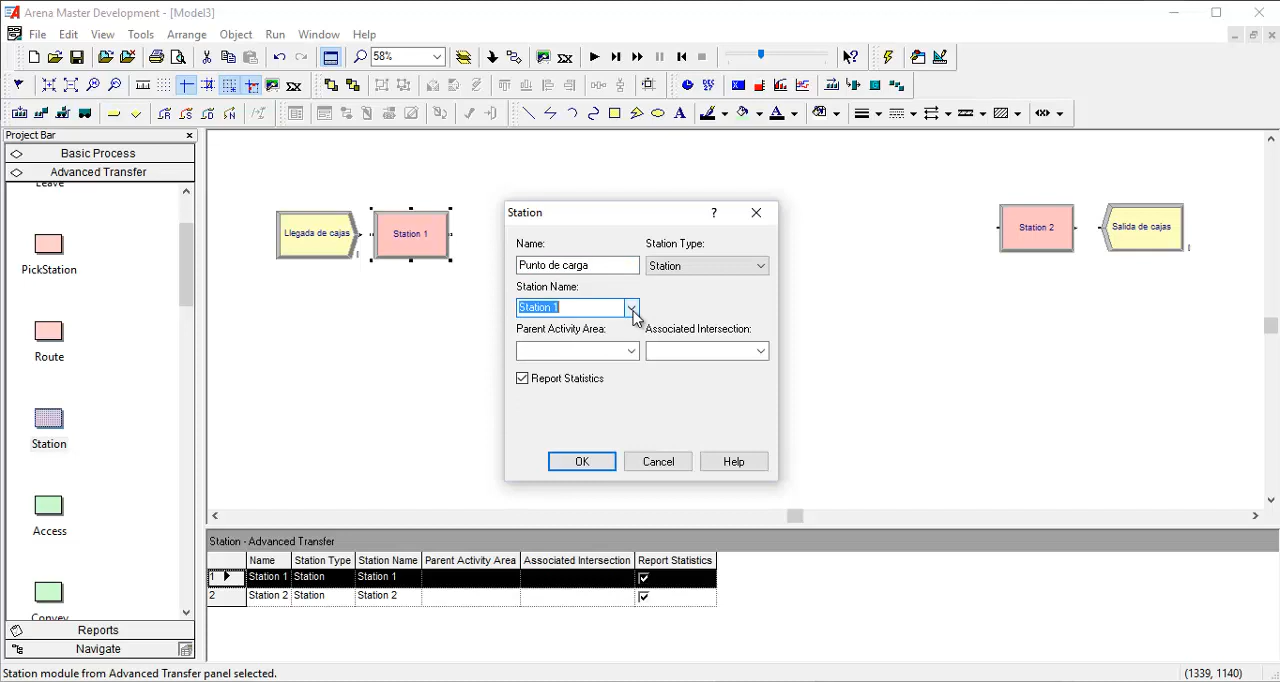 Arena Master Development - [Model3]
File Edit View Tools Arrange Object Run Window Help
58%
Project Bar
Basic Process
Advanced Transfer
Leave
PickStation
Route
Station
Access
Convey
Reports
Navigate
Llegada de cajas
Station 1
Station 2
Salida de cajas
Station
Name:
Station Type:
Punto de carga
Station
Station Name:
Station 1
Parent Activity Area:
Associated Intersection:
Report Statistics
OK
Cancel
Help
Station - Advanced Transfer
Name Station Type Station Name Parent Activity Area Associated Intersection Report Statistics
1 Station 1 Station Station 1
2 Station 2 Station Station 2
Station module from Advanced Transfer panel selected.
(1339, 1140)